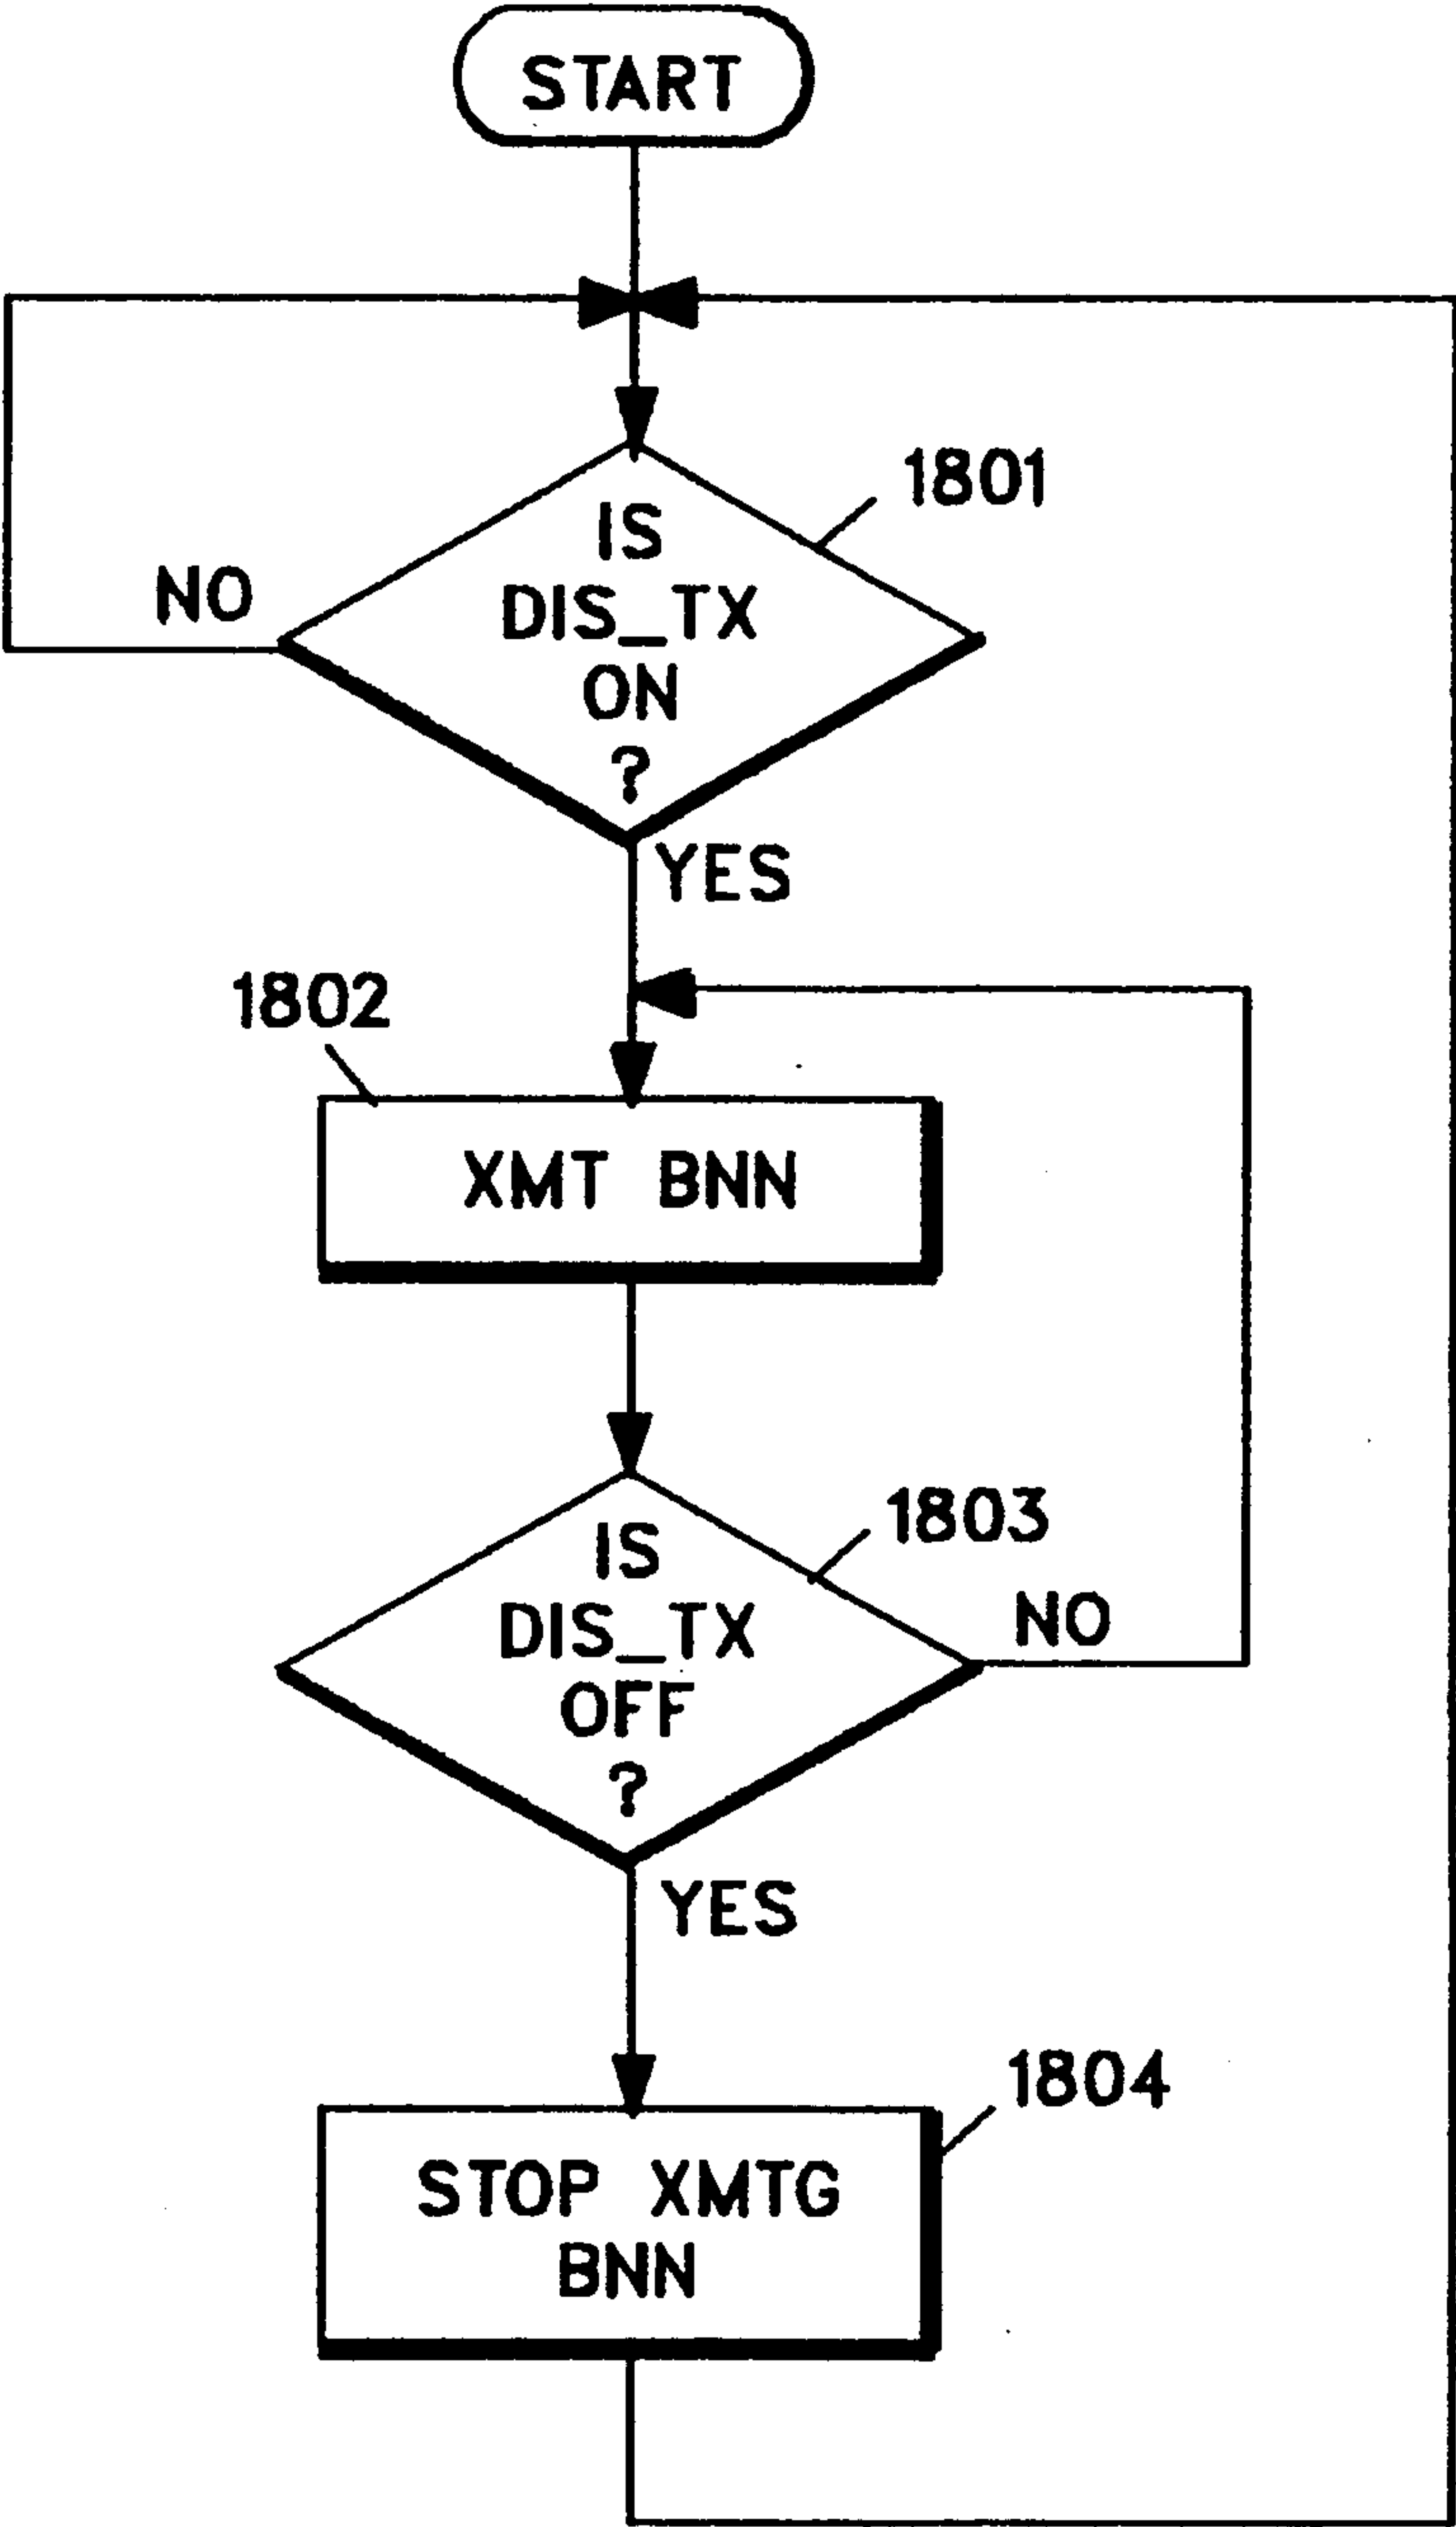 START
1801
IS
DIS_TX
ON
?
NO
YES
1802
XMT BNN
1803
IS
DIS_TX
OFF
?
NO
YES
1804
STOP XMTG
BNN